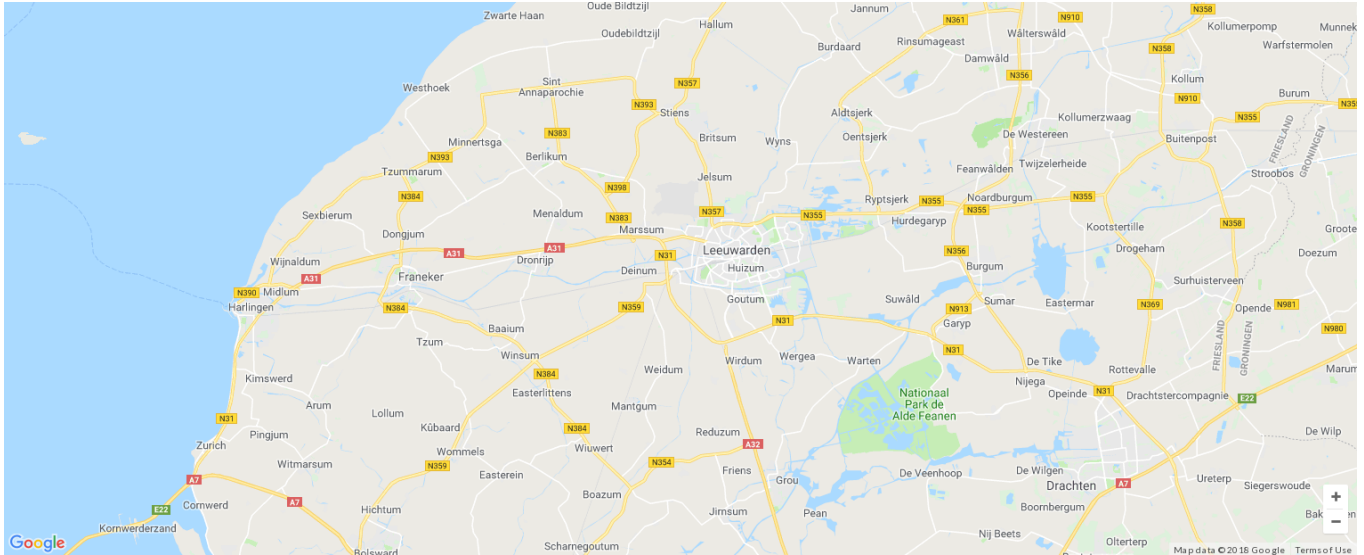 Oude Bildtzijl
Jannum
N358
Zwarte Haan
Hallum
N361
N910
Kollumerpomp
Munnek
Oudebildtzijl
Burdaard
Rinsumageast
Wâlterswâld
N358
Warfstermolen
Damwâld
Westhoek
Sint
Annaparochie
N357
N356
Kollum
N393
N910
Burum
N355
Stiens
Aldtsjerk
Kollumerzwaag
N355
Minnertsga
N383
Britsum
Wyns
Oentsjerk
De Westereen
Buitenpost
FRIESLAND
GRONINGEN
N393
Berlikum
Tzummarum
Jelsum
Feanwâlden
Twijzelerheide
Stroobos
N384
N398
Ryptsjerk
N355
Noardburgum
N355
Sexbierum
Menaldum
N383
N357
N355
Hurdegaryp
N355
N358
Dongjum
Marssum
Kootstertille
Groote
Wijnaldum
A31
A31
Dronrijp
N31
Leeuwarden
N356
Drogeham
Doezum
A31
Franeker
Deinum
Huizum
Burgum
Surhuisterveen
N390
Midlum
Harlingen
N384
N359
Goutum
Suwâld
N913
Sumar
Eastermar
N369
Opende
N981
Baaium
N31
Garyp
N980
Tzum
Winsum
Wirdum
Wergea
Warten
N31
De Tike
Rottevalle
FRIESLAND
GRONINGEN
Marum
Kimswerd
N384
Weidum
Nijega
Easterlittens
Nationaal
Park de
Alde Feanen
Opeinde
N31
Drachtstercompagnie
E22
Arum
Lollum
Mantgum
N31
Kûbaard
N384
Reduzum
De Wilp
Zurich
Pingjum
Wommels
Wiuwert
A32
Witmarsum
N359
Easterein
N354
Friens
Grou
De Veenhoop
De Wilgen
A7
Drachten
A7
Ureterp
Siegerswoude
Cornwerd
A7
Boazum
E22
Hichtum
Jirnsum
Pean
Boornbergum
Bak
Kornwerderzand
Nij Beets
Google
Bolsward
Scharnegoutum
Olterterp
Map data ©2018 Google
Terms of Use